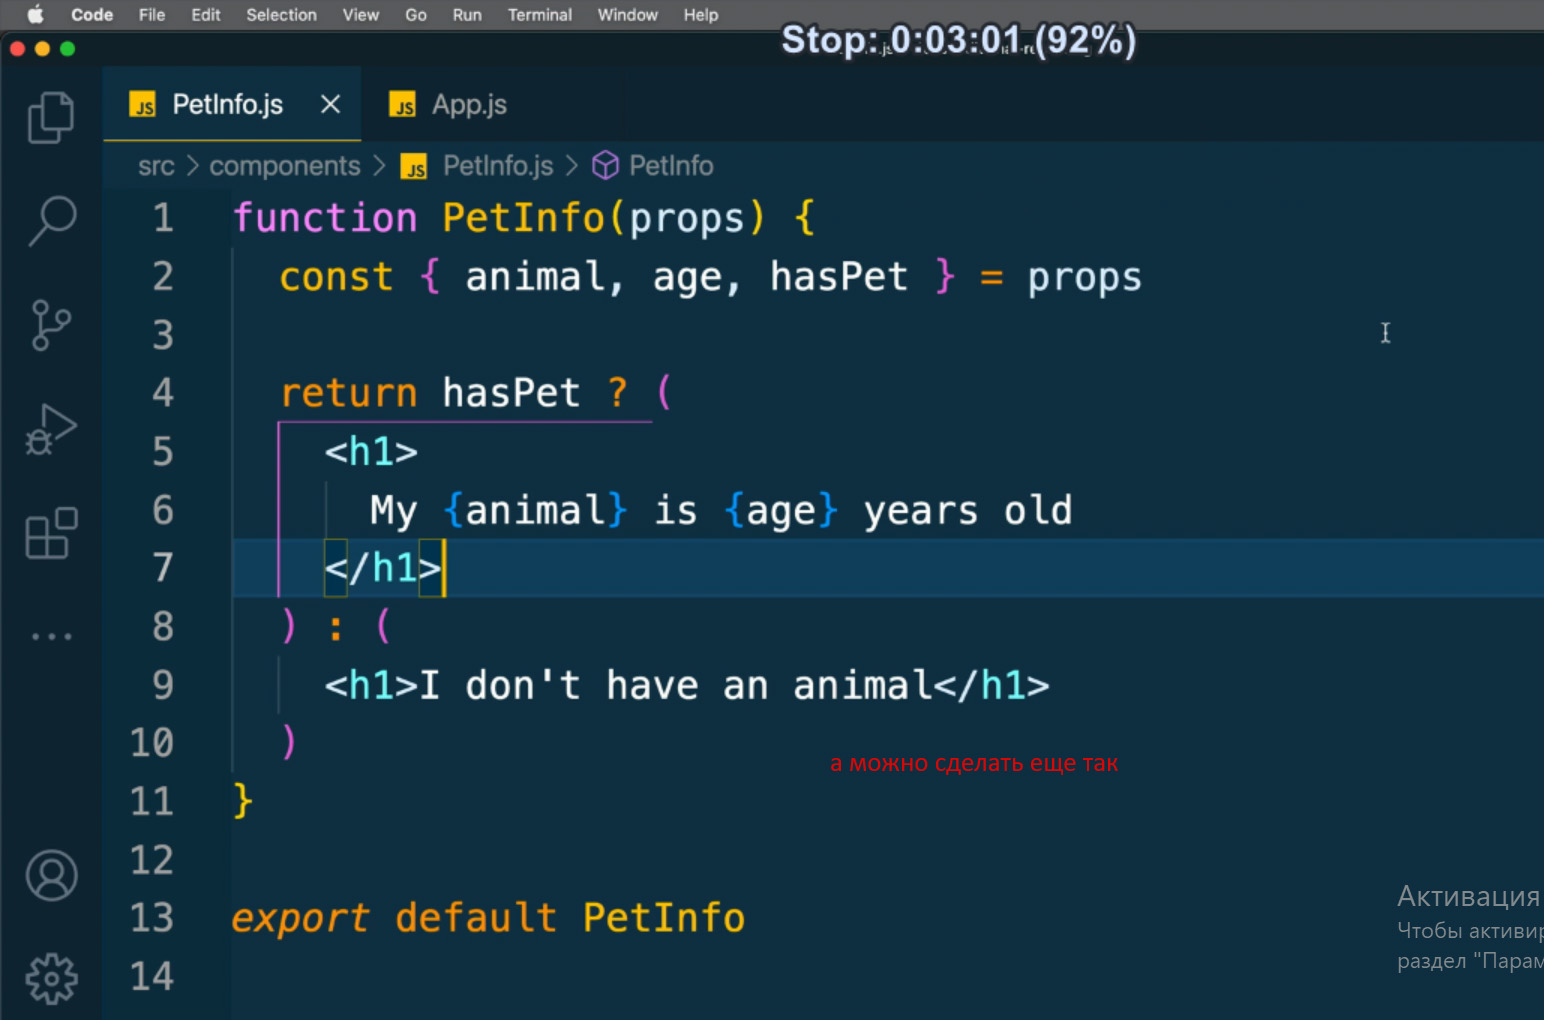 Code File Edit Selection View Go Run Terminal Window Help
Stop: 0:03:01 (92%)
JS PetInfo.js × JS App.js
src > components > JS PetInfo.js > PetInfo
1 function PetInfo(props) {
2 const { animal, age, hasPet } = props
3
4 return hasPet ? (
5 <h1>
6 My {animal} is {age} years old
7 </h1>
8 ) : (
9 <h1>I don't have an animal</h1>
10 )
а можно сделать еще так
11 }
12
Активация
Чтобы
13 export default PetInfo
раздел
14